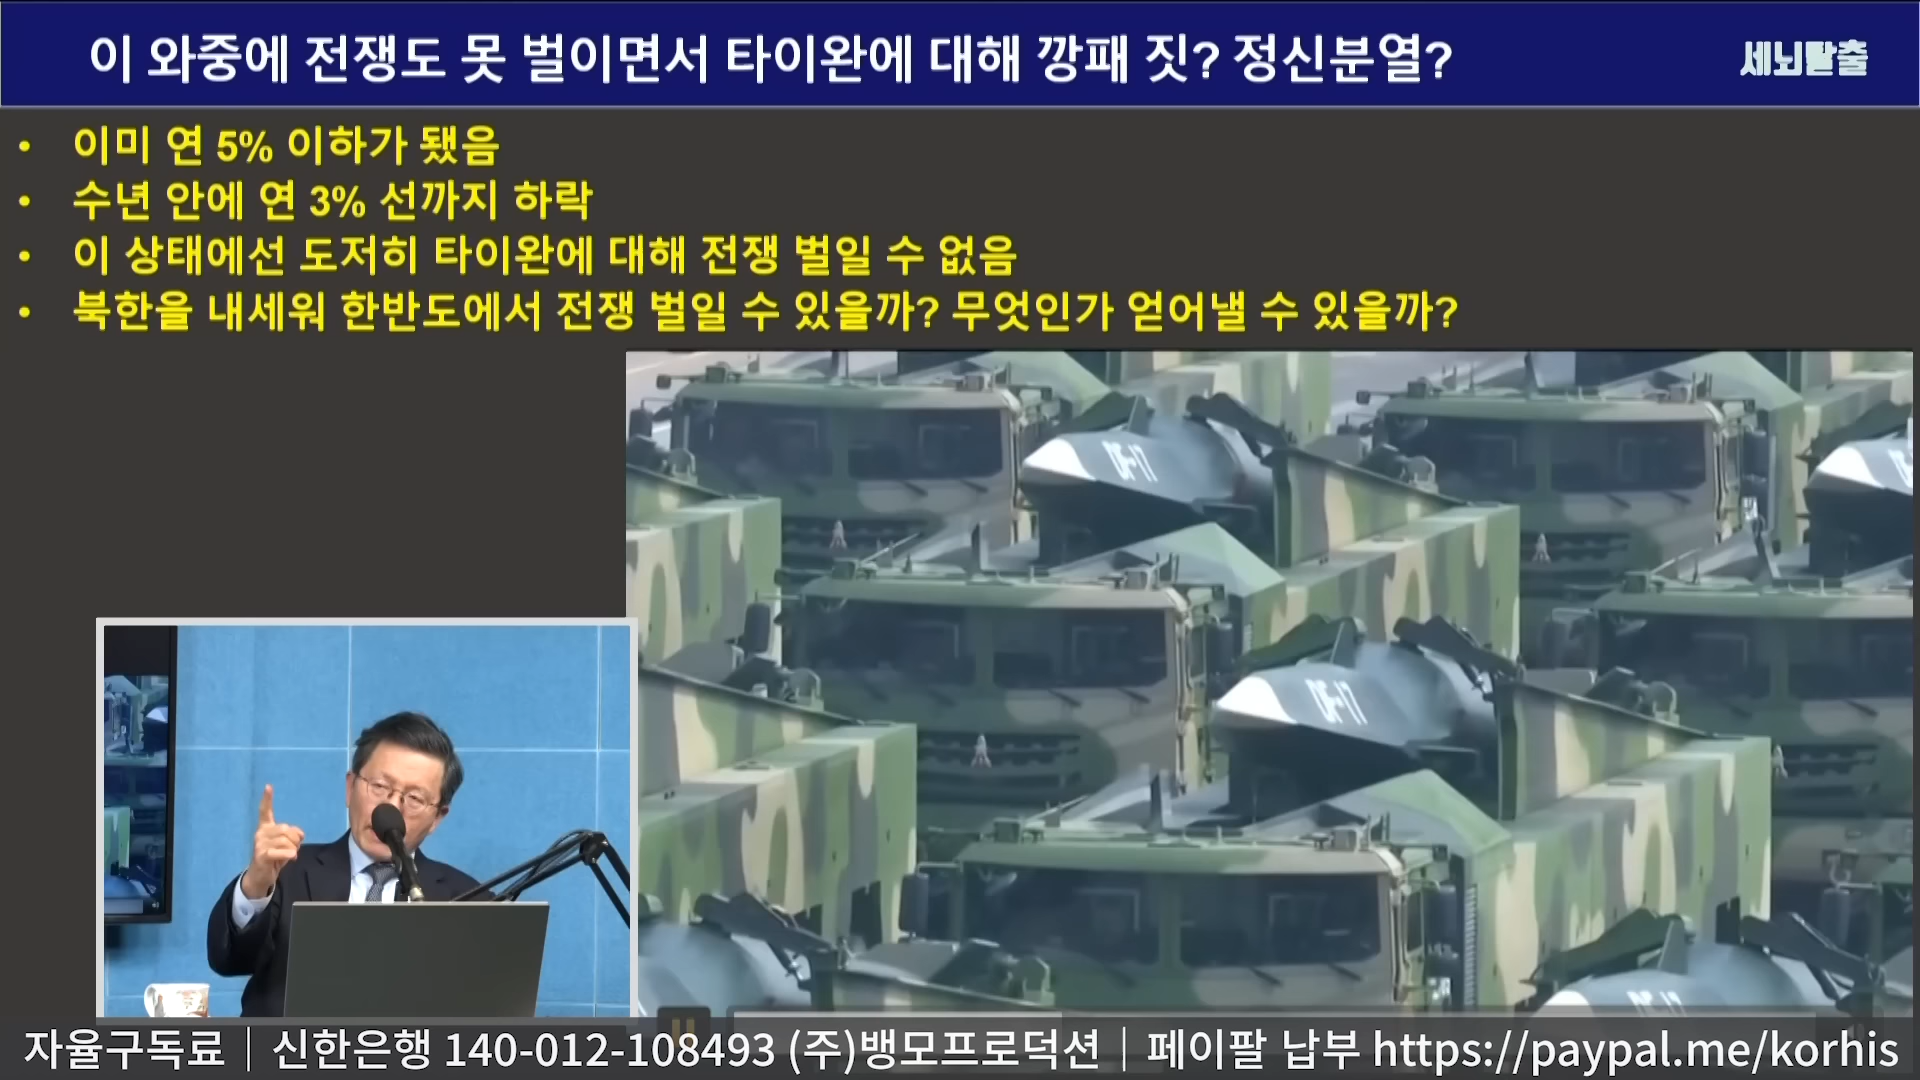 이 와중에 전쟁도 못 벌이면서 타이완에 대해 깡패 짓? 정신분열?
세뇌탈출
• 이미 연 5% 이하가 됐음
• 수년 안에 연 3% 선까지 하락
• 이 상태에선 도저히 타이완에 대해 전쟁 벌일 수 없음
• 북한을 내세워 한반도에서 전쟁 벌일 수 있을까? 무엇인가 얻어낼 수 있을까?
DF-17
DF-17
자율구독료│신한은행 140-012-108493 (주)뱅모프로덕션│페이팔 납부 https://paypal.me/korhis